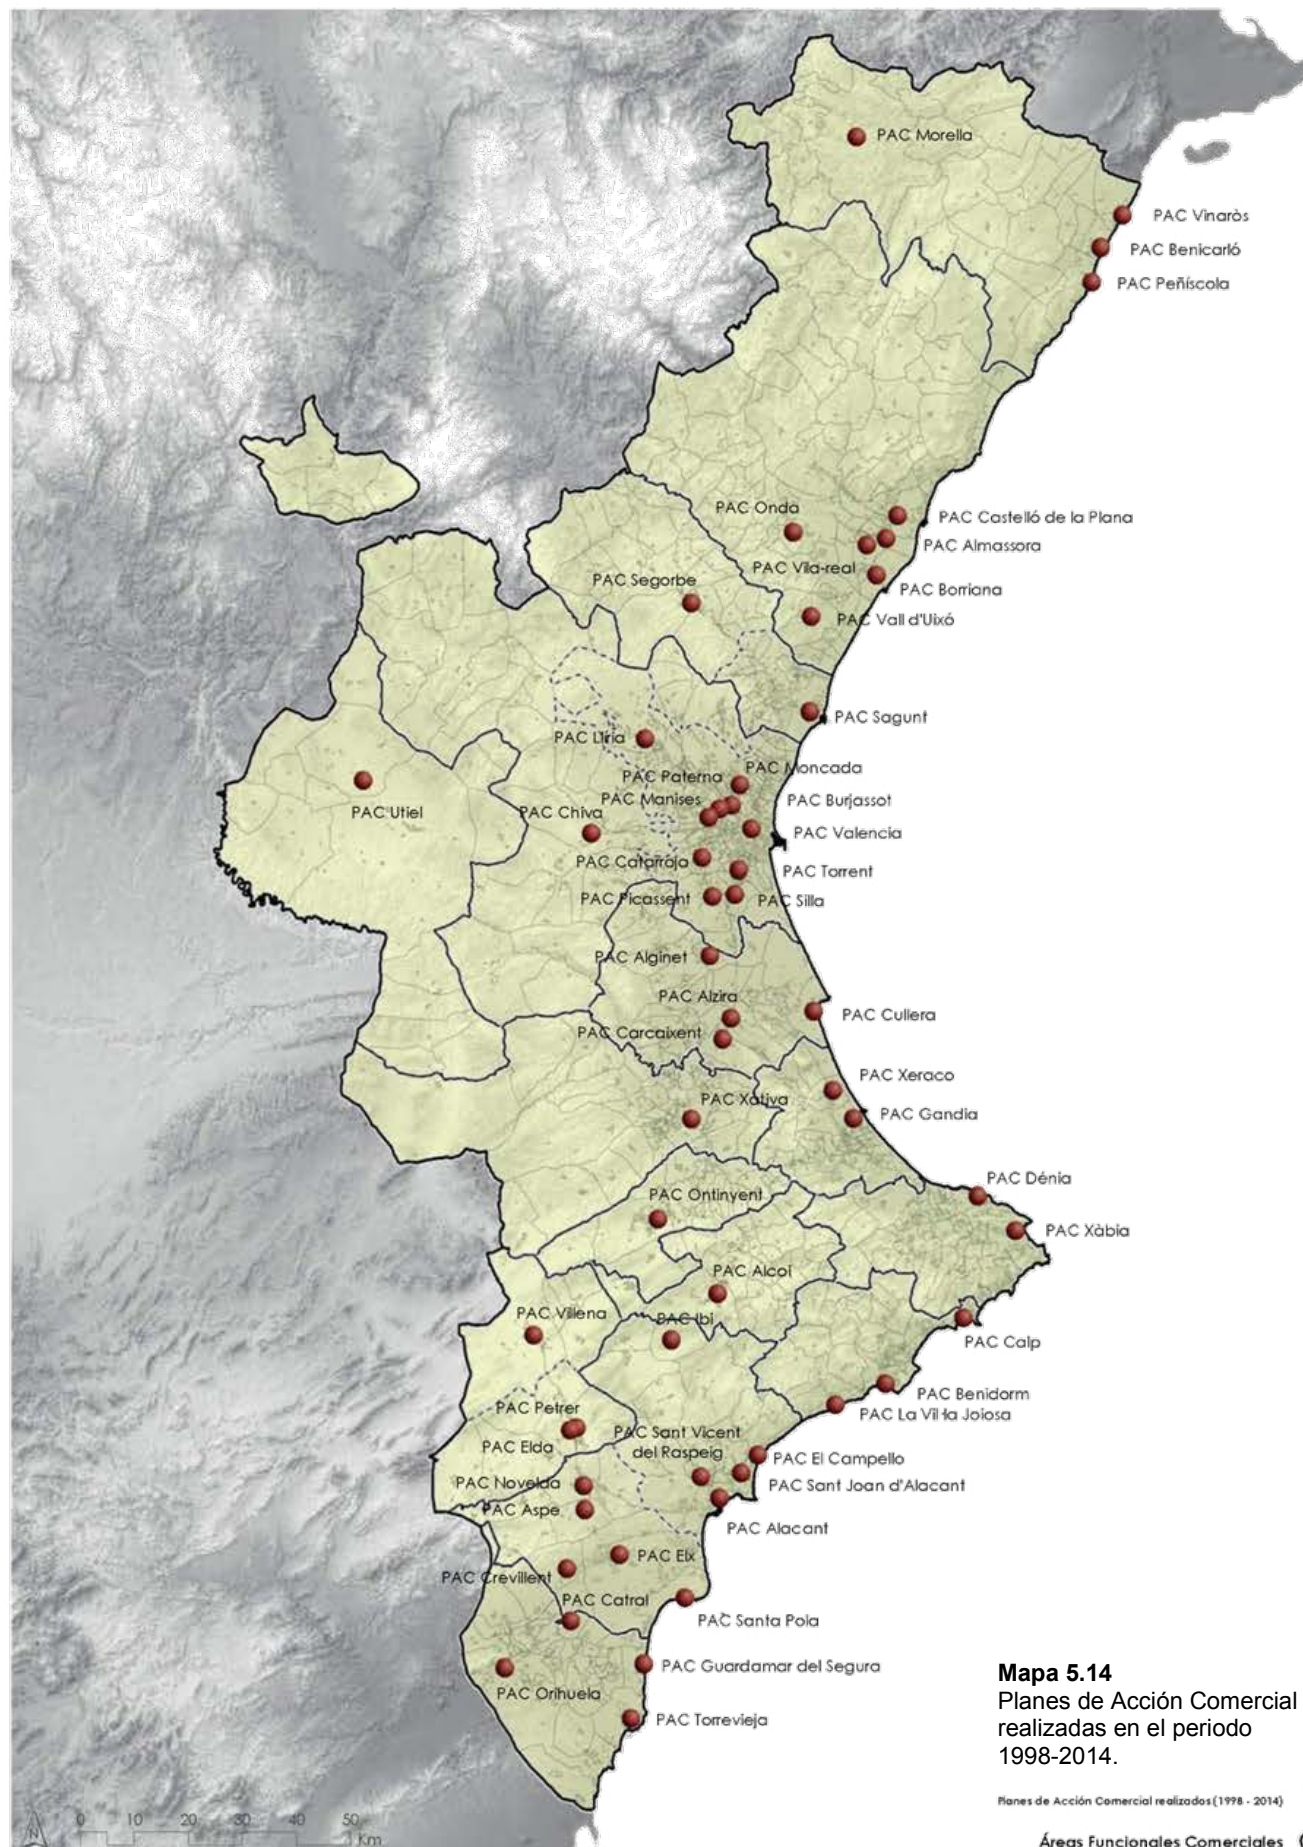 PAC Morella
PAC Vinaròs
PAC Benicarló
PAC Peñíscola
PAC Onda
PAC Castelló de la Plana
PAC Almassora
PAC Vila-real
PAC Segorbe
PAC Borriana
PAC Vall d'Uixó
PAC Sagunt
PAC Llíria
PAC Moncada
PAC Paterna
PAC Manises
PAC Burjassot
PAC Utiel
PAC Chiva
PAC Valencia
PAC Catarroja
PAC Torrent
PAC Picassent
PAC Silla
PAC Alginet
PAC Alzira
PAC Cullera
PAC Carcaixent
PAC Xeraco
PAC Xàtiva
PAC Gandia
PAC Dénia
PAC Ontinyent
PAC Xàbia
PAC Alcoi
PAC Villena
PAC Ibi
PAC Calp
PAC Benidorm
PAC Petrer
PAC La Vil·la Joiosa
PAC Sant Vicent
del Raspeig
PAC Elda
PAC El Campello
PAC Novelda
PAC Sant Joan d'Alacant
PAC Aspe
PAC Alacant
PAC Elx
PAC Crevillent
PAC Catral
PAC Santa Pola
PAC Guardamar del Segura
PAC Orihuela
PAC Torrevieja
Mapa 5.14
Planes de Acción Comercial
realizadas en el periodo
1998-2014.
Planes de Acción Comercial realizados (1998 - 2014)
Áreas Funcionales Comerciales
0 10 20 30 40 50
Km
N